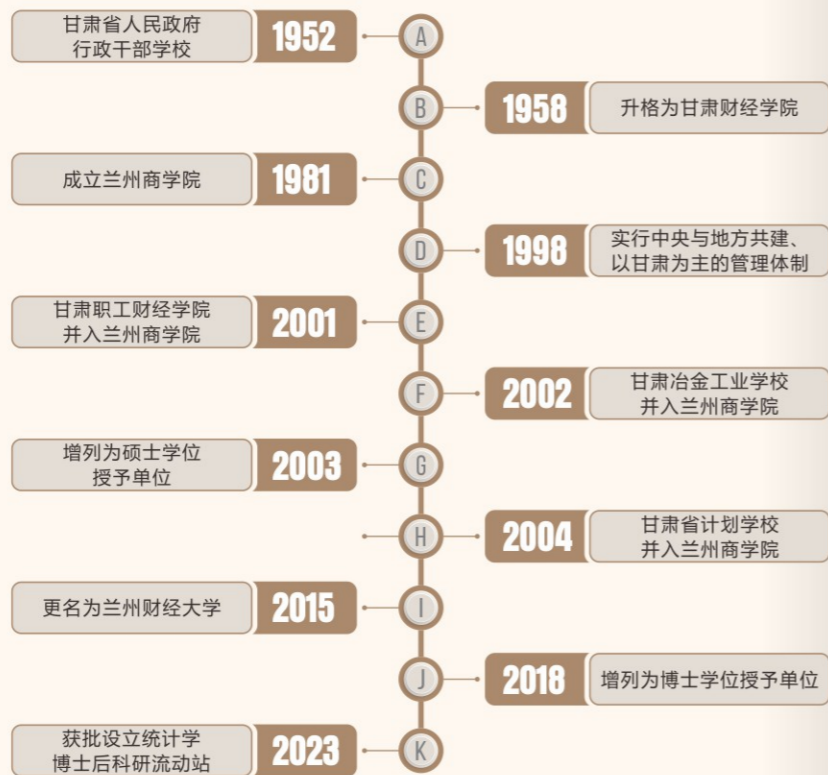 甘肃省人民政府
行政干部学校
1952
A
B
1958
升格为甘肃财经学院
成立兰州商学院
1981
C
D
1998
实行中央与地方共建、
以甘肃为主的管理体制
甘肃职工财经学院
并入兰州商学院
2001
E
F
2002
甘肃冶金工业学校
并入兰州商学院
增列为硕士学位
授予单位
2003
G
H
2004
甘肃省计划学校
并入兰州商学院
更名为兰州财经大学
2015
I
J
2018
增列为博士学位授予单位
获批设立统计学
博士后科研流动站
2023
K